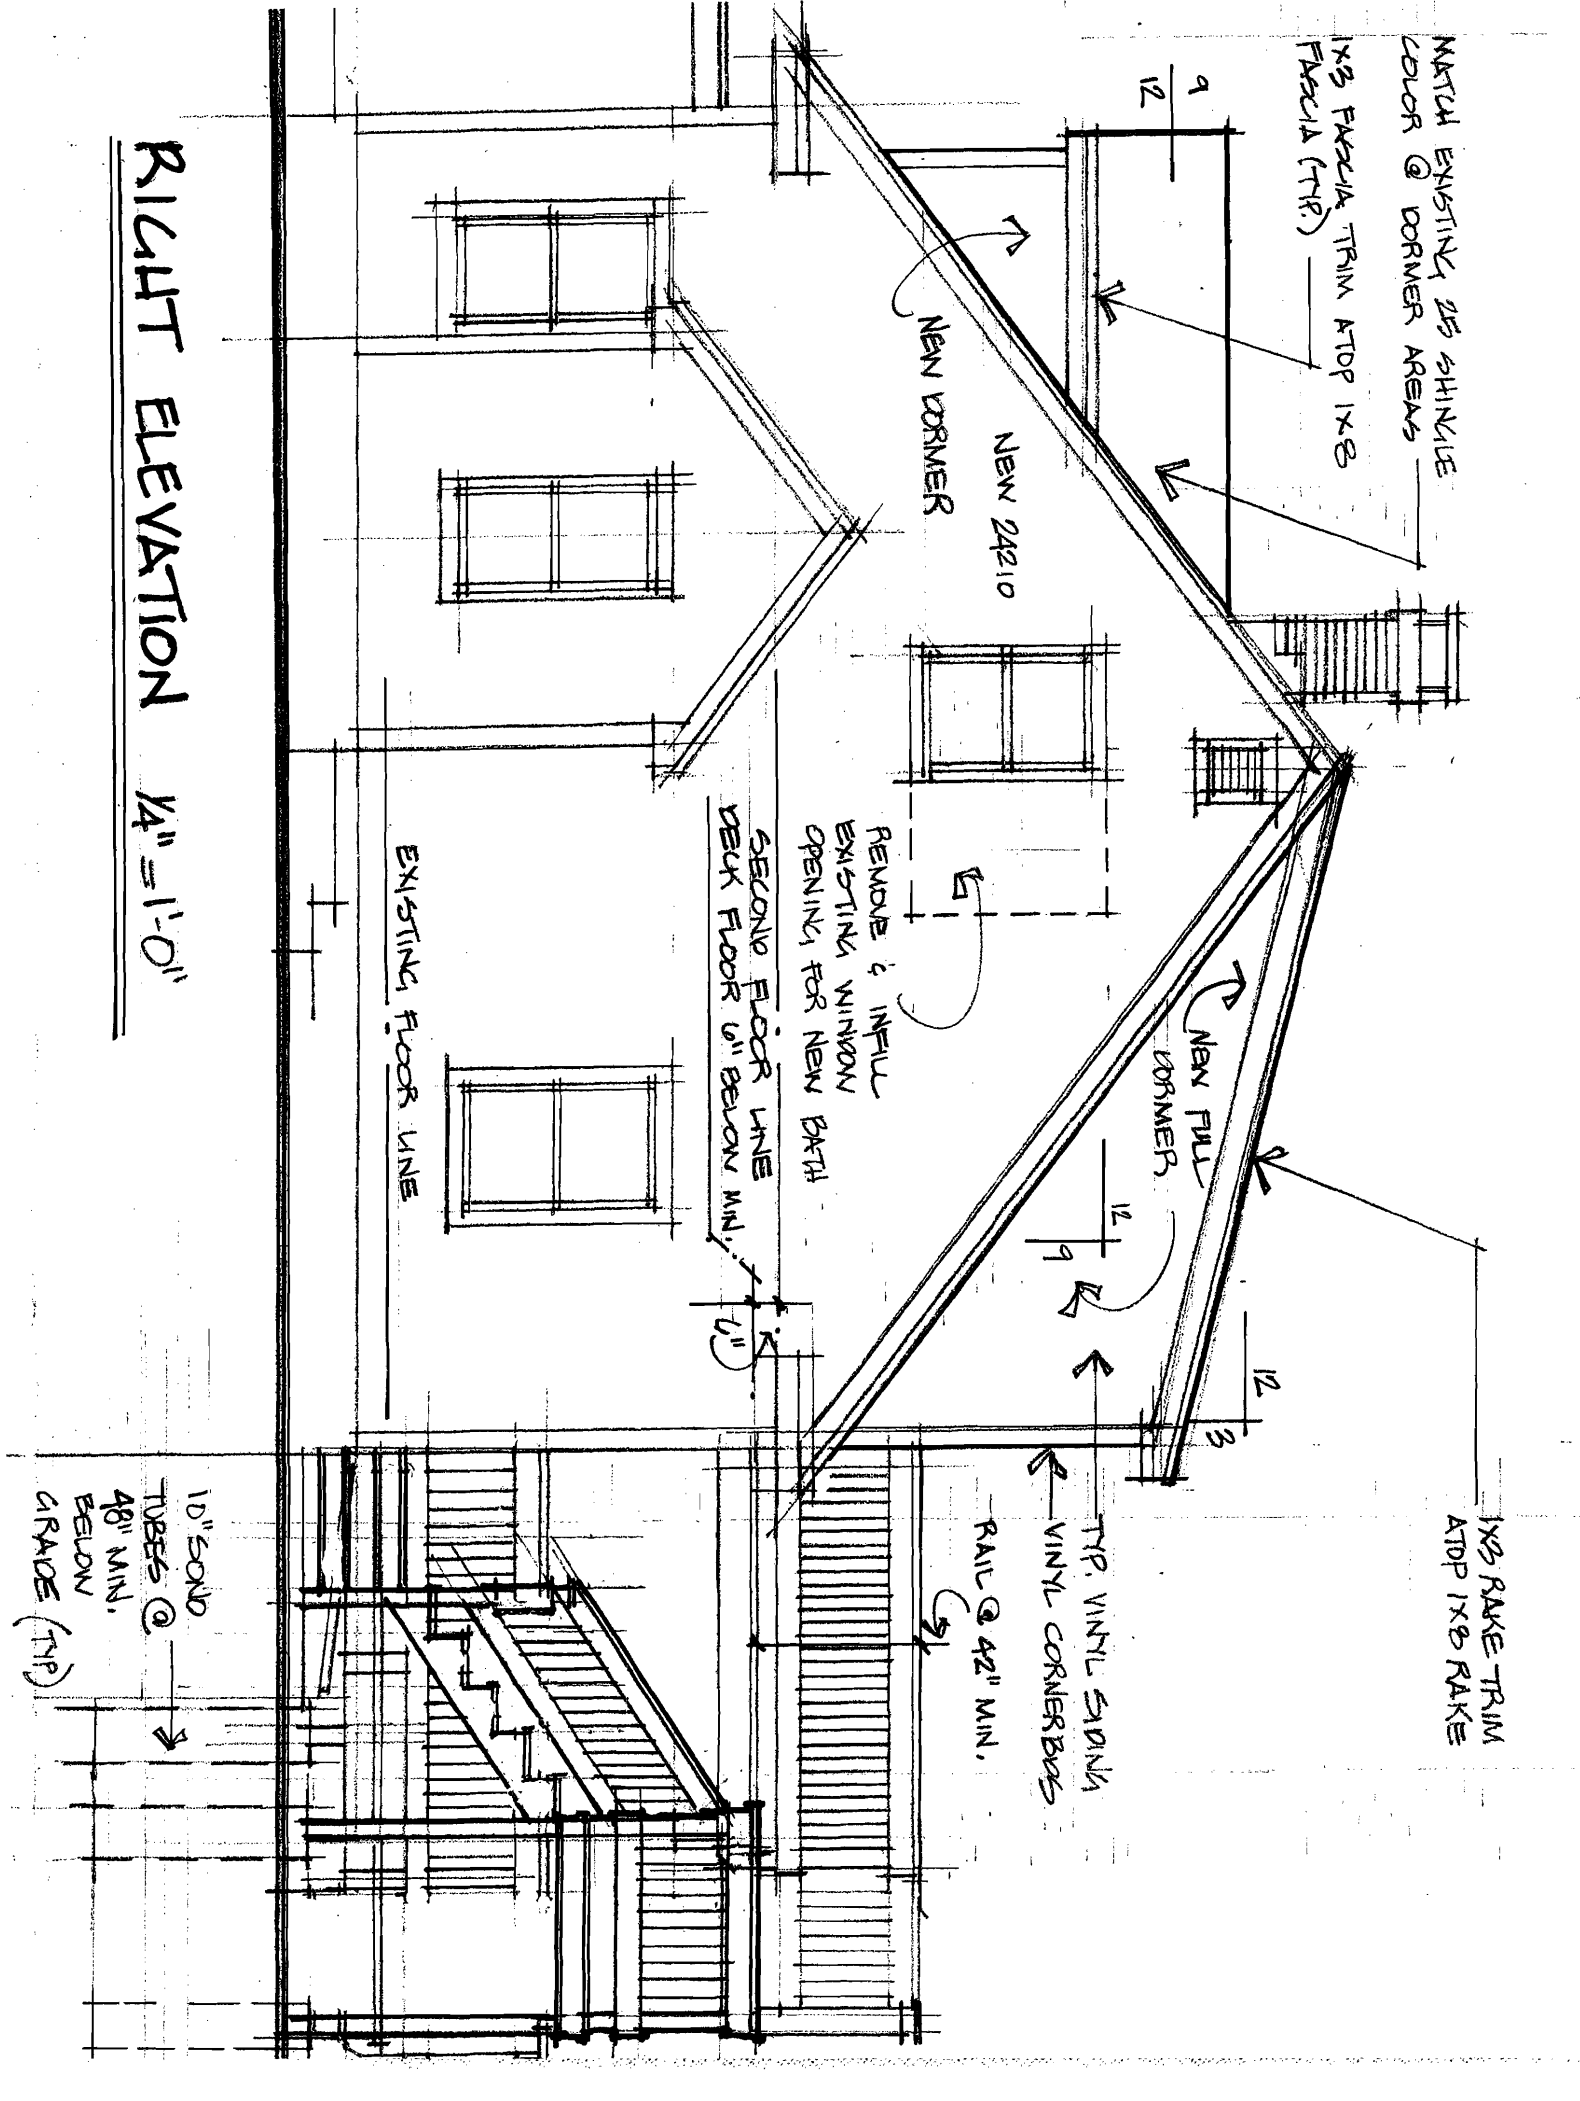 MATCH EXISTING 25 SHINGLE
COLOR @ DORMER AREAS
1X3 FASCIA TRIM ATOP 1X8
FASCIA (TYP.)
9
12
NEW DORMER
NEW 24210
REMOVE & INFILL
EXISTING WINDOW
OPENING FOR NEW BATH
SECOND FLOOR LINE
DECK FLOOR 6" BELOW MIN.
6"
EXISTING FLOOR LINE
NEW FULL
DORMER
12
9
12
3
1X3 RAKE TRIM
ATOP 1X8 RAKE
TYP. VINYL SIDING
VINYL CORNERBDS
RAIL @ 42" MIN.
10" SONO
TUBES @
48" MIN.
BELOW
GRADE (TYP)
RIGHT ELEVATION 1/4" = 1'-0"